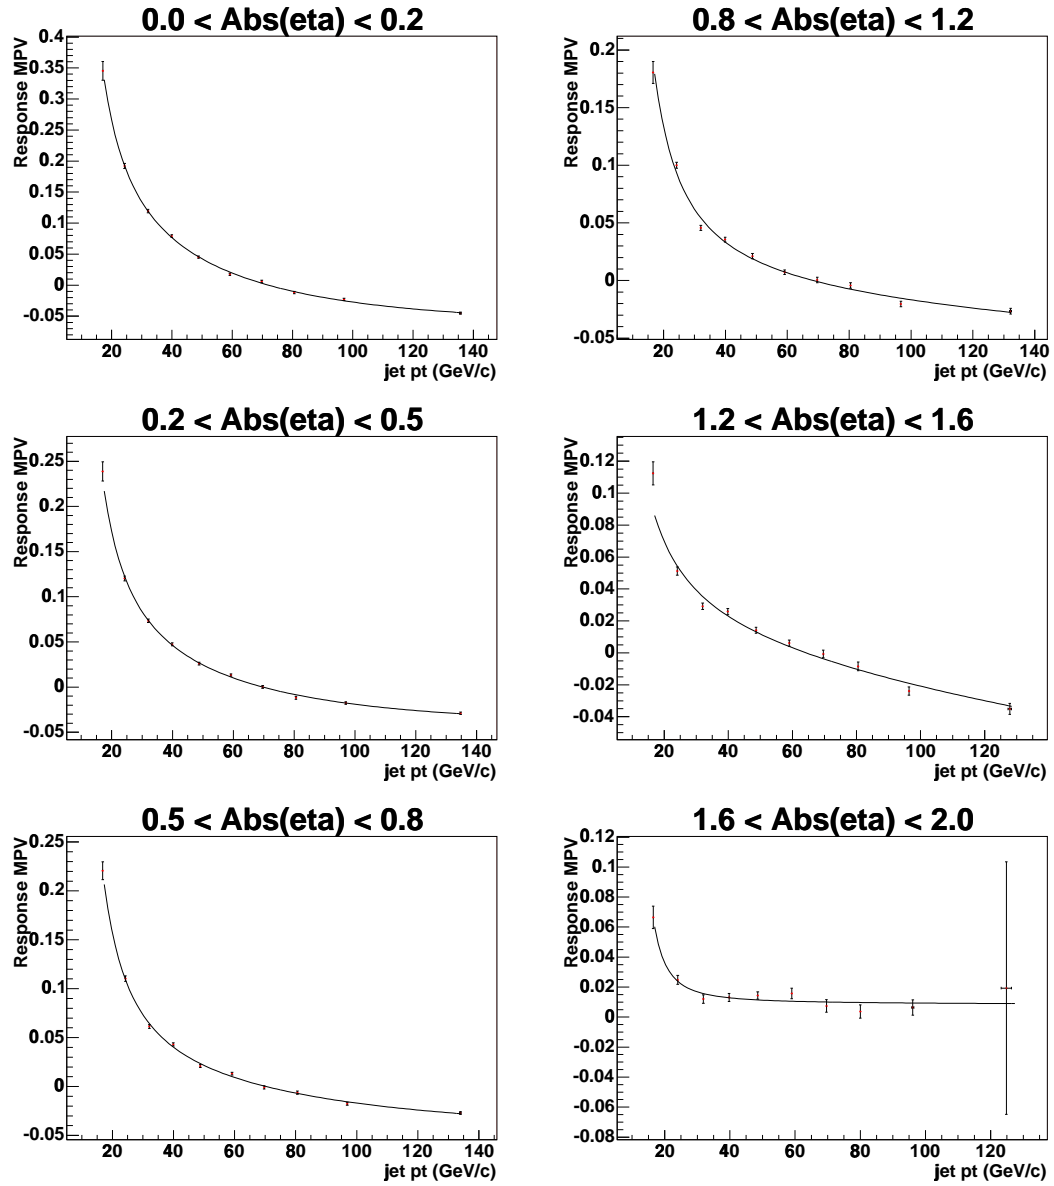 0.0 < Abs(eta) < 0.2
Response MPV
0.4
0.35
0.3
0.25
0.2
0.15
0.1
0.05
0
-0.05
20 40 60 80 100 120 140
jet pt (GeV/c)
0.8 < Abs(eta) < 1.2
Response MPV
0.2
0.15
0.1
0.05
0
-0.05
20 40 60 80 100 120 140
jet pt (GeV/c)
0.2 < Abs(eta) < 0.5
Response MPV
0.25
0.2
0.15
0.1
0.05
0
-0.05
20 40 60 80 100 120 140
jet pt (GeV/c)
1.2 < Abs(eta) < 1.6
Response MPV
0.12
0.1
0.08
0.06
0.04
0.02
0
-0.02
-0.04
20 40 60 80 100 120
jet pt (GeV/c)
0.5 < Abs(eta) < 0.8
Response MPV
0.25
0.2
0.15
0.1
0.05
0
-0.05
20 40 60 80 100 120 140
jet pt (GeV/c)
1.6 < Abs(eta) < 2.0
Response MPV
0.12
0.1
0.08
0.06
0.04
0.02
0
-0.02
-0.04
-0.06
-0.08
20 40 60 80 100 120
jet pt (GeV/c)